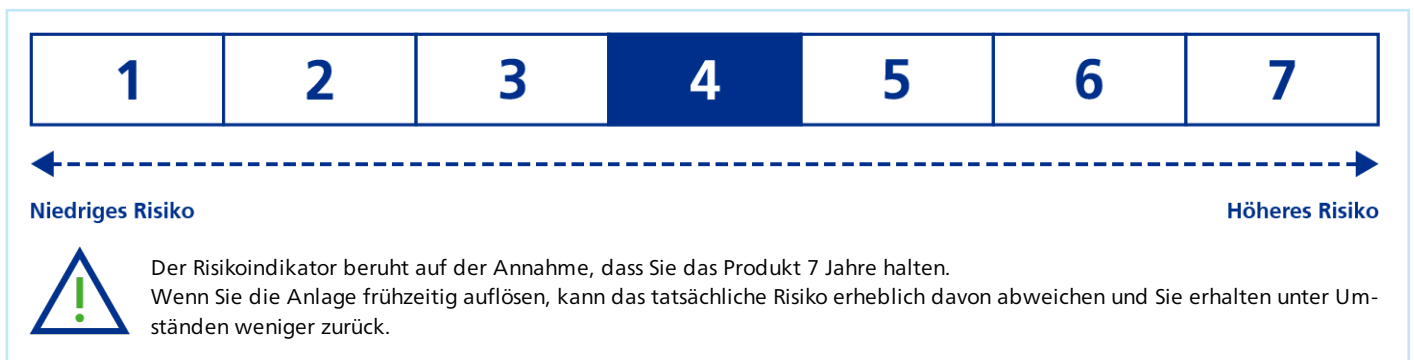 1 2 3 4 5 6 7
Niedriges Risiko Höheres Risiko
Der Risikoindikator beruht auf der Annahme, dass Sie das Produkt 7 Jahre halten.
Wenn Sie die Anlage frühzeitig auflösen, kann das tatsächliche Risiko erheblich davon abweichen und Sie erhalten unter Um-
ständen weniger zurück.